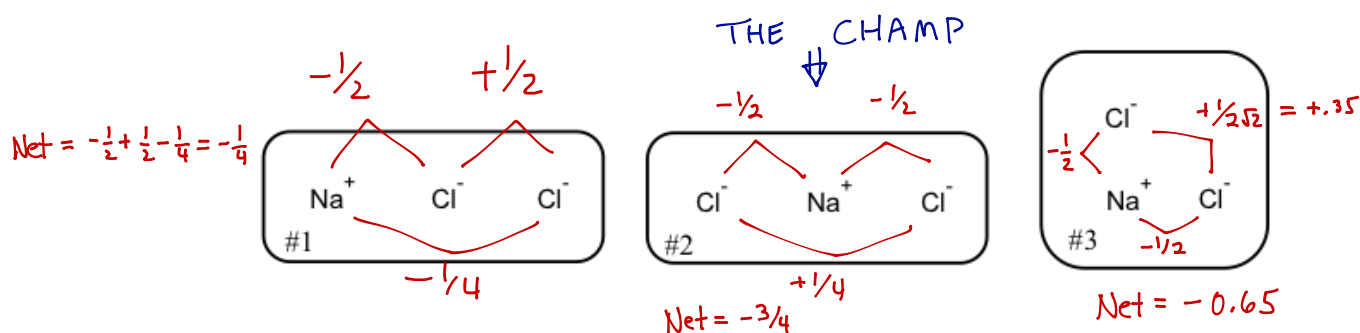 THE CHAMP
-1/2 +1/2
Net = -1/2 + 1/2 - 1/4 = -1/4
Na+ Cl- Cl-
#1
-1/4
-1/2 -1/2
Cl- Na+ Cl-
#2
+1/4
Net = -3/4
+1/2√2 = +.35
Cl-
-1/2
Na+ Cl-
#3
-1/2
Net = -0.65